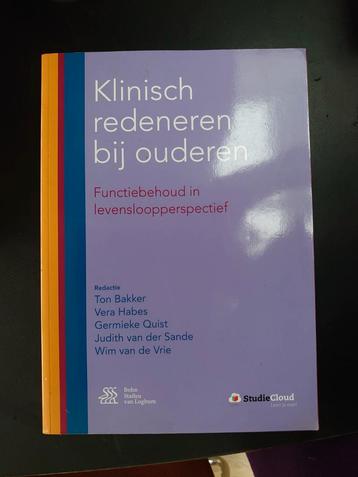 Klinisch
redeneren
bij ouderen
Functiebehoud in
levensloopperspectief
Redactie
Ton Bakker
Vera Habes
Germieke Quist
Judith van der Sande
Wim van de Vrie
Bohn
Stafleu
van Loghum
StudieCloud